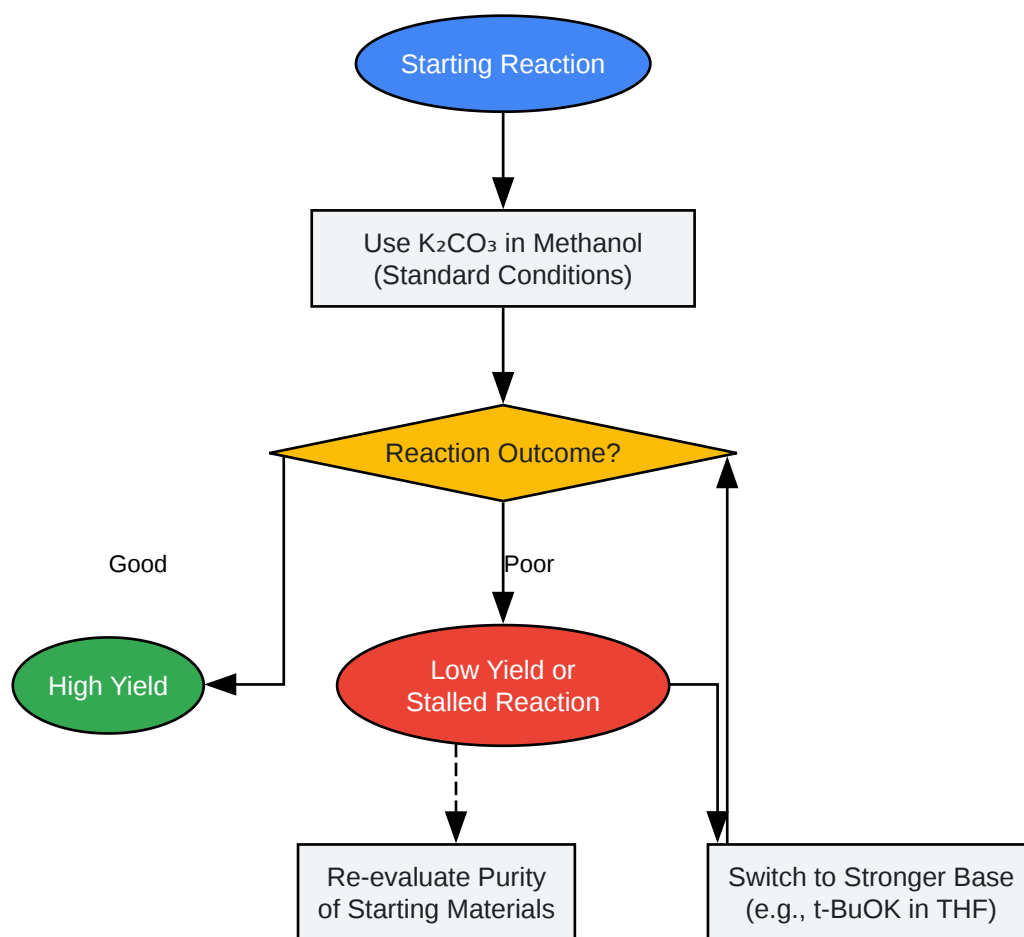 Starting Reaction
Use K₂CO₃ in Methanol
(Standard Conditions)
Reaction Outcome?
Good
Poor
High Yield
Low Yield or
Stalled Reaction
Re-evaluate Purity
of Starting Materials
Switch to Stronger Base
(e.g., t-BuOK in THF)